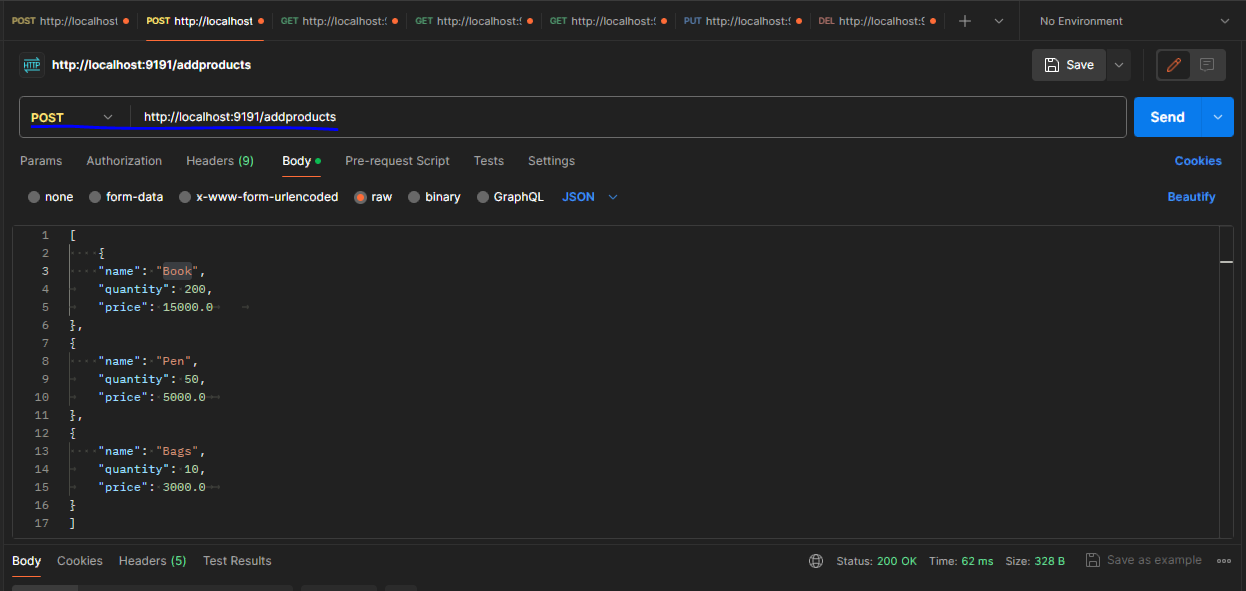 POST http://localhost POST http://localhost GET http://localhost:9 GET http://localhost:9 GET http://localhost:9 PUT http://localhost:9 DEL http://localhost:9 No Environment
HTTP http://localhost:9191/addproducts Save
POST http://localhost:9191/addproducts Send
Params Authorization Headers (9) Body Pre-request Script Tests Settings Cookies
none form-data x-www-form-urlencoded raw binary GraphQL JSON Beautify
1 [
2 {
3 "name": "Book",
4 "quantity": 200,
5 "price": 15000.0
6 },
7 {
8 "name": "Pen",
9 "quantity": 50,
10 "price": 5000.0
11 },
12 {
13 "name": "Bags",
14 "quantity": 10,
15 "price": 3000.0
16 }
17 ]
Body Cookies Headers (5) Test Results Status: 200 OK Time: 62 ms Size: 328 B Save as example